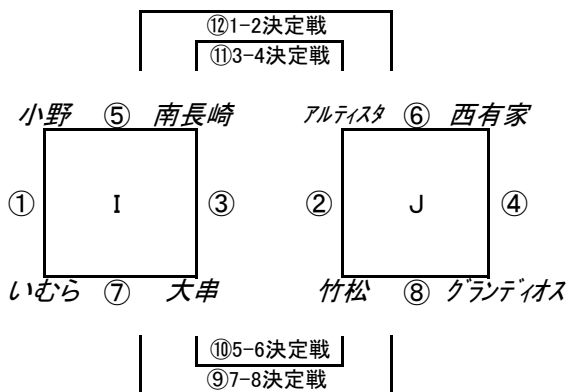 ⑫1-2決定戦
⑪3-4決定戦
小野 ⑤ 南長崎 アルティスタ ⑥ 西有家
① I ③ ② J ④
いむら ⑦ 大串 竹松 ⑧ グランディオス
⑩5-6決定戦
⑨7-8決定戦